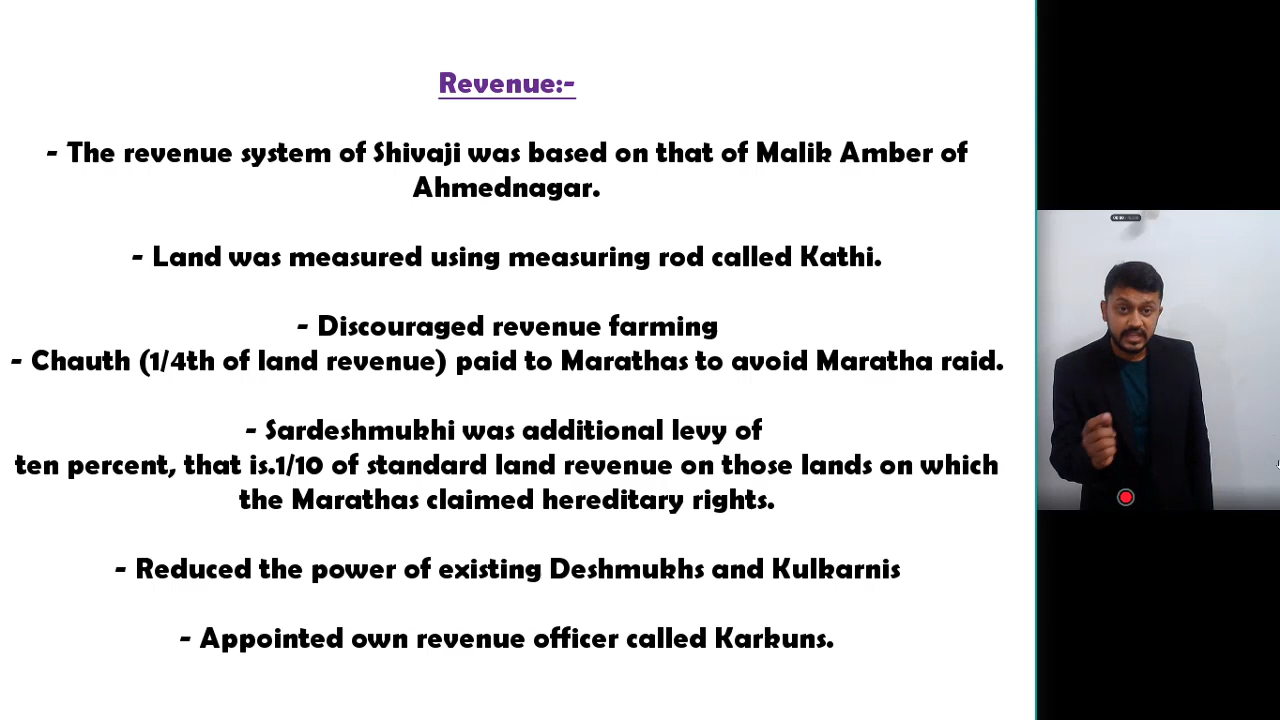 Revenue:-
- The revenue system of Shivaji was based on that of Malik Amber of
Ahmednagar.
- Land was measured using measuring rod called Kathi.
- Discouraged revenue farming
- Chauth (1/4th of land revenue) paid to Marathas to avoid Maratha raid.
- Sardeshmukhi was additional levy of
ten percent, that is.1/10 of standard land revenue on those lands on which
the Marathas claimed hereditary rights.
- Reduced the power of existing Deshmukhs and Kulkarnis
- Appointed own revenue officer called Karkuns.